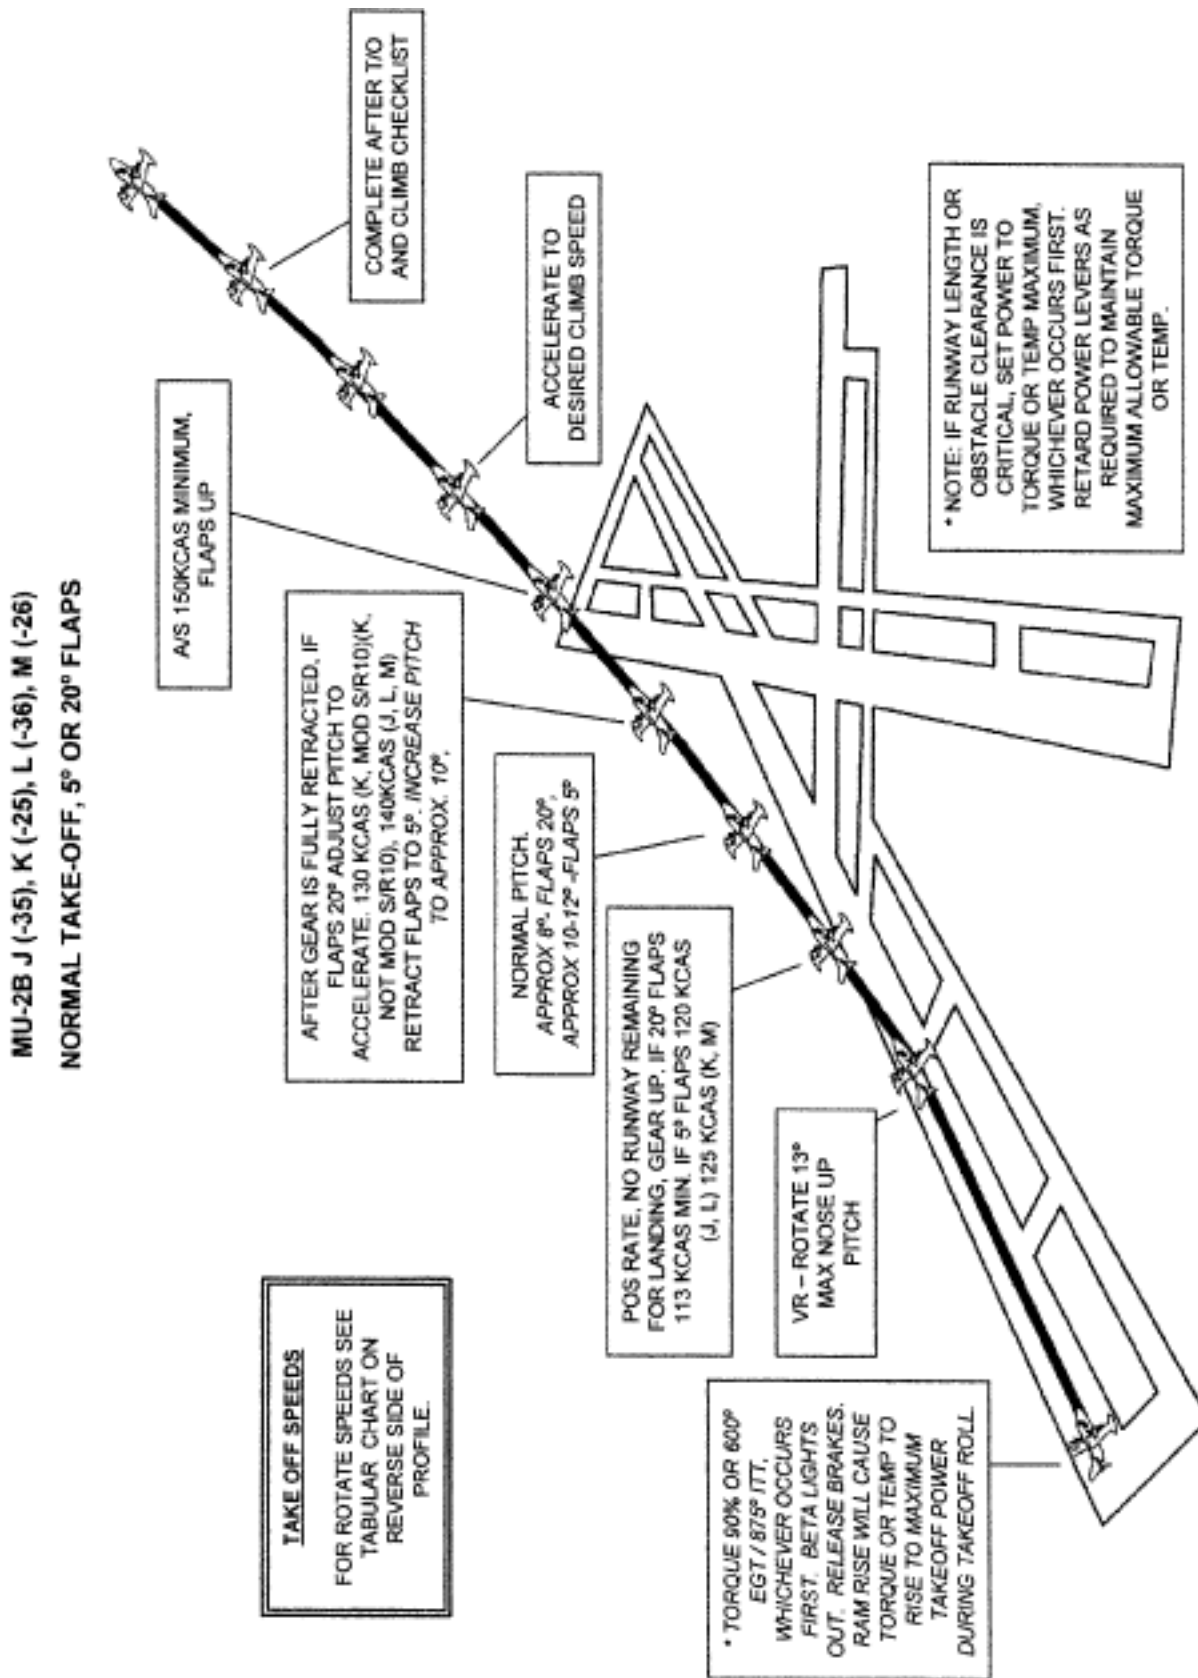 MU-2B J (-35), K (-25), L (-36), M (-26)
NORMAL TAKE-OFF, 5º OR 20º FLAPS
TAKE OFF SPEEDS
FOR ROTATE SPEEDS SEE
TABULAR CHART ON
REVERSE SIDE OF
PROFILE.
* TORQUE 90% OR 600º
EGT / 875º ITT,
WHICHEVER OCCURS
FIRST. BETA LIGHTS
OUT. RELEASE BRAKES.
RAM RISE WILL CAUSE
TORQUE OR TEMP TO
RISE TO MAXIMUM
TAKEOFF POWER
DURING TAKEOFF ROLL.
VR – ROTATE 13º
MAX NOSE UP
PITCH
POS RATE, NO RUNWAY REMAINING
FOR LANDING, GEAR UP. IF 20º FLAPS
113 KCAS MIN. IF 5º FLAPS 120 KCAS
(J, L) 125 KCAS (K, M)
NORMAL PITCH.
APPROX 8º- FLAPS 20º,
APPROX 10-12º -FLAPS 5º
AFTER GEAR IS FULLY RETRACTED, IF
FLAPS 20º ADJUST PITCH TO
ACCELERATE. 130 KCAS (K, MOD S/R10)(K,
NOT MOD S/R10), 140KCAS (J, L, M)
RETRACT FLAPS TO 5º. INCREASE PITCH
TO APPROX. 10º.
A/S 150KCAS MINIMUM,
FLAPS UP
ACCELERATE TO
DESIRED CLIMB SPEED
COMPLETE AFTER T/O
AND CLIMB CHECKLIST
* NOTE: IF RUNWAY LENGTH OR
OBSTACLE CLEARANCE IS
CRITICAL, SET POWER TO
TORQUE OR TEMP MAXIMUM,
WHICHEVER OCCURS FIRST.
RETARD POWER LEVERS AS
REQUIRED TO MAINTAIN
MAXIMUM ALLOWABLE TORQUE
OR TEMP.